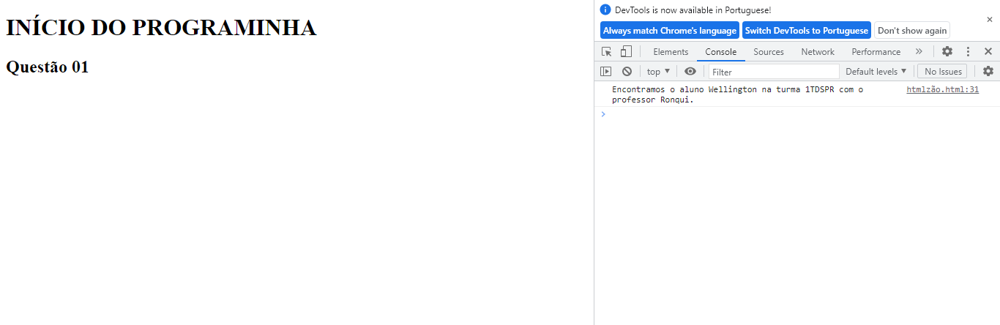 INÍCIO DO PROGRAMINHA
Questão 01
DevTools is now available in Portuguese!
Always match Chrome's language Switch DevTools to Portuguese Don't show again
Elements Console Sources Network Performance
top Filter Default levels No Issues
Encontramos o aluno Wellington na turma 1TDSPR com o htmlzão.html:31
professor Ronqui.